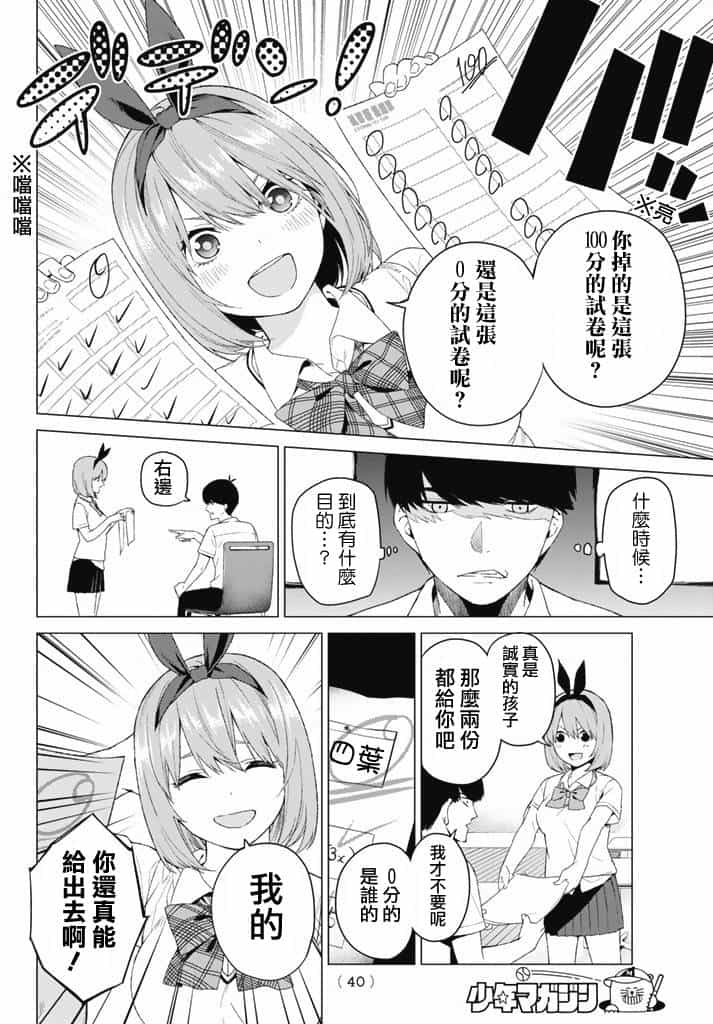 ※亮
你掉的是這張
100分的試卷呢？
還是這張
0分的試卷呢？
100
※噹噹噹
什麼時候…
到底有什麼
目的…？
右邊
真是
誠實的孩子
那麼兩份
都給你吧
我才不要呢
四葉
0分的
是誰的
我的
你還真能
給出去啊！
（40）
少年マガジン